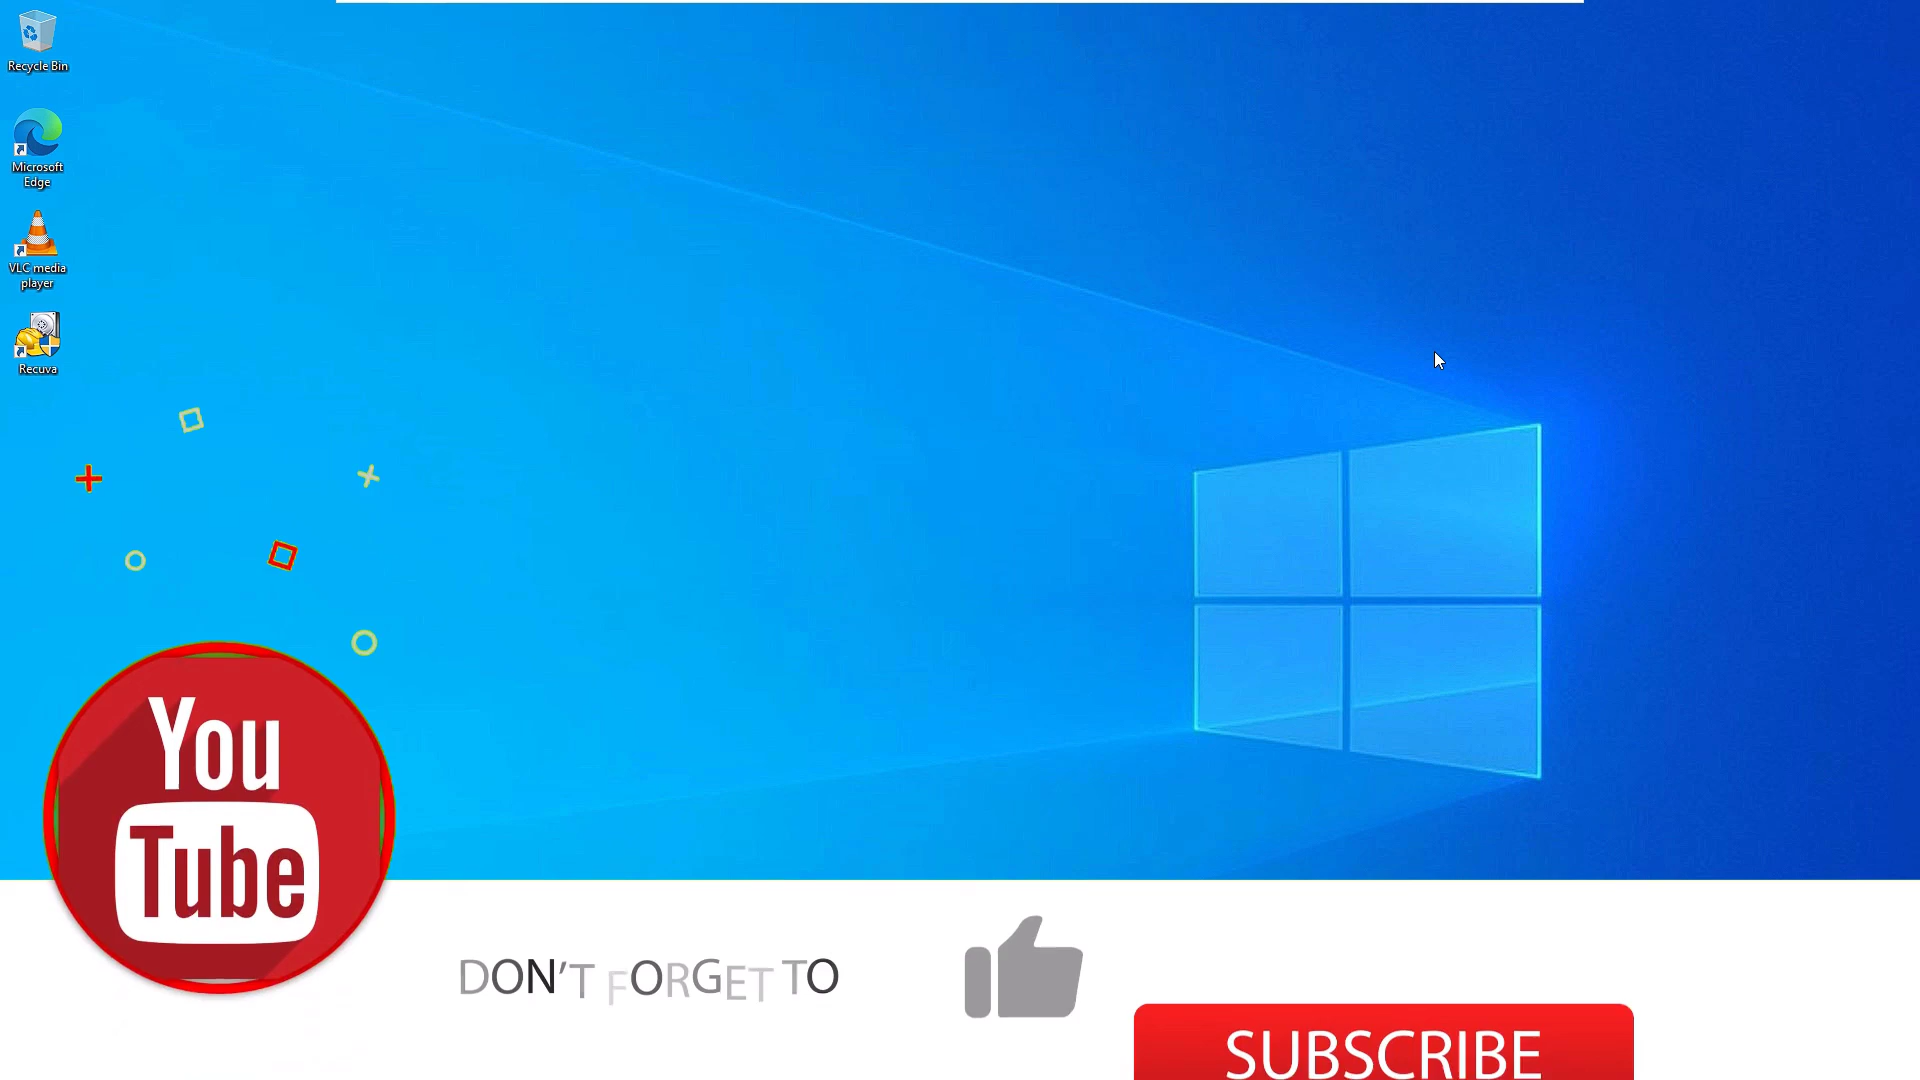 Recycle Bin
Microsoft
Edge
VLC media
player
Recuva
You
Tube
DON'T FORGET TO
SUBSCRIBE